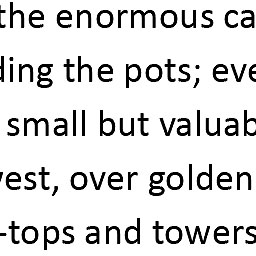 the enormous ca
ding the pots; eve
small but valuab
vest, over golden
-tops and towers